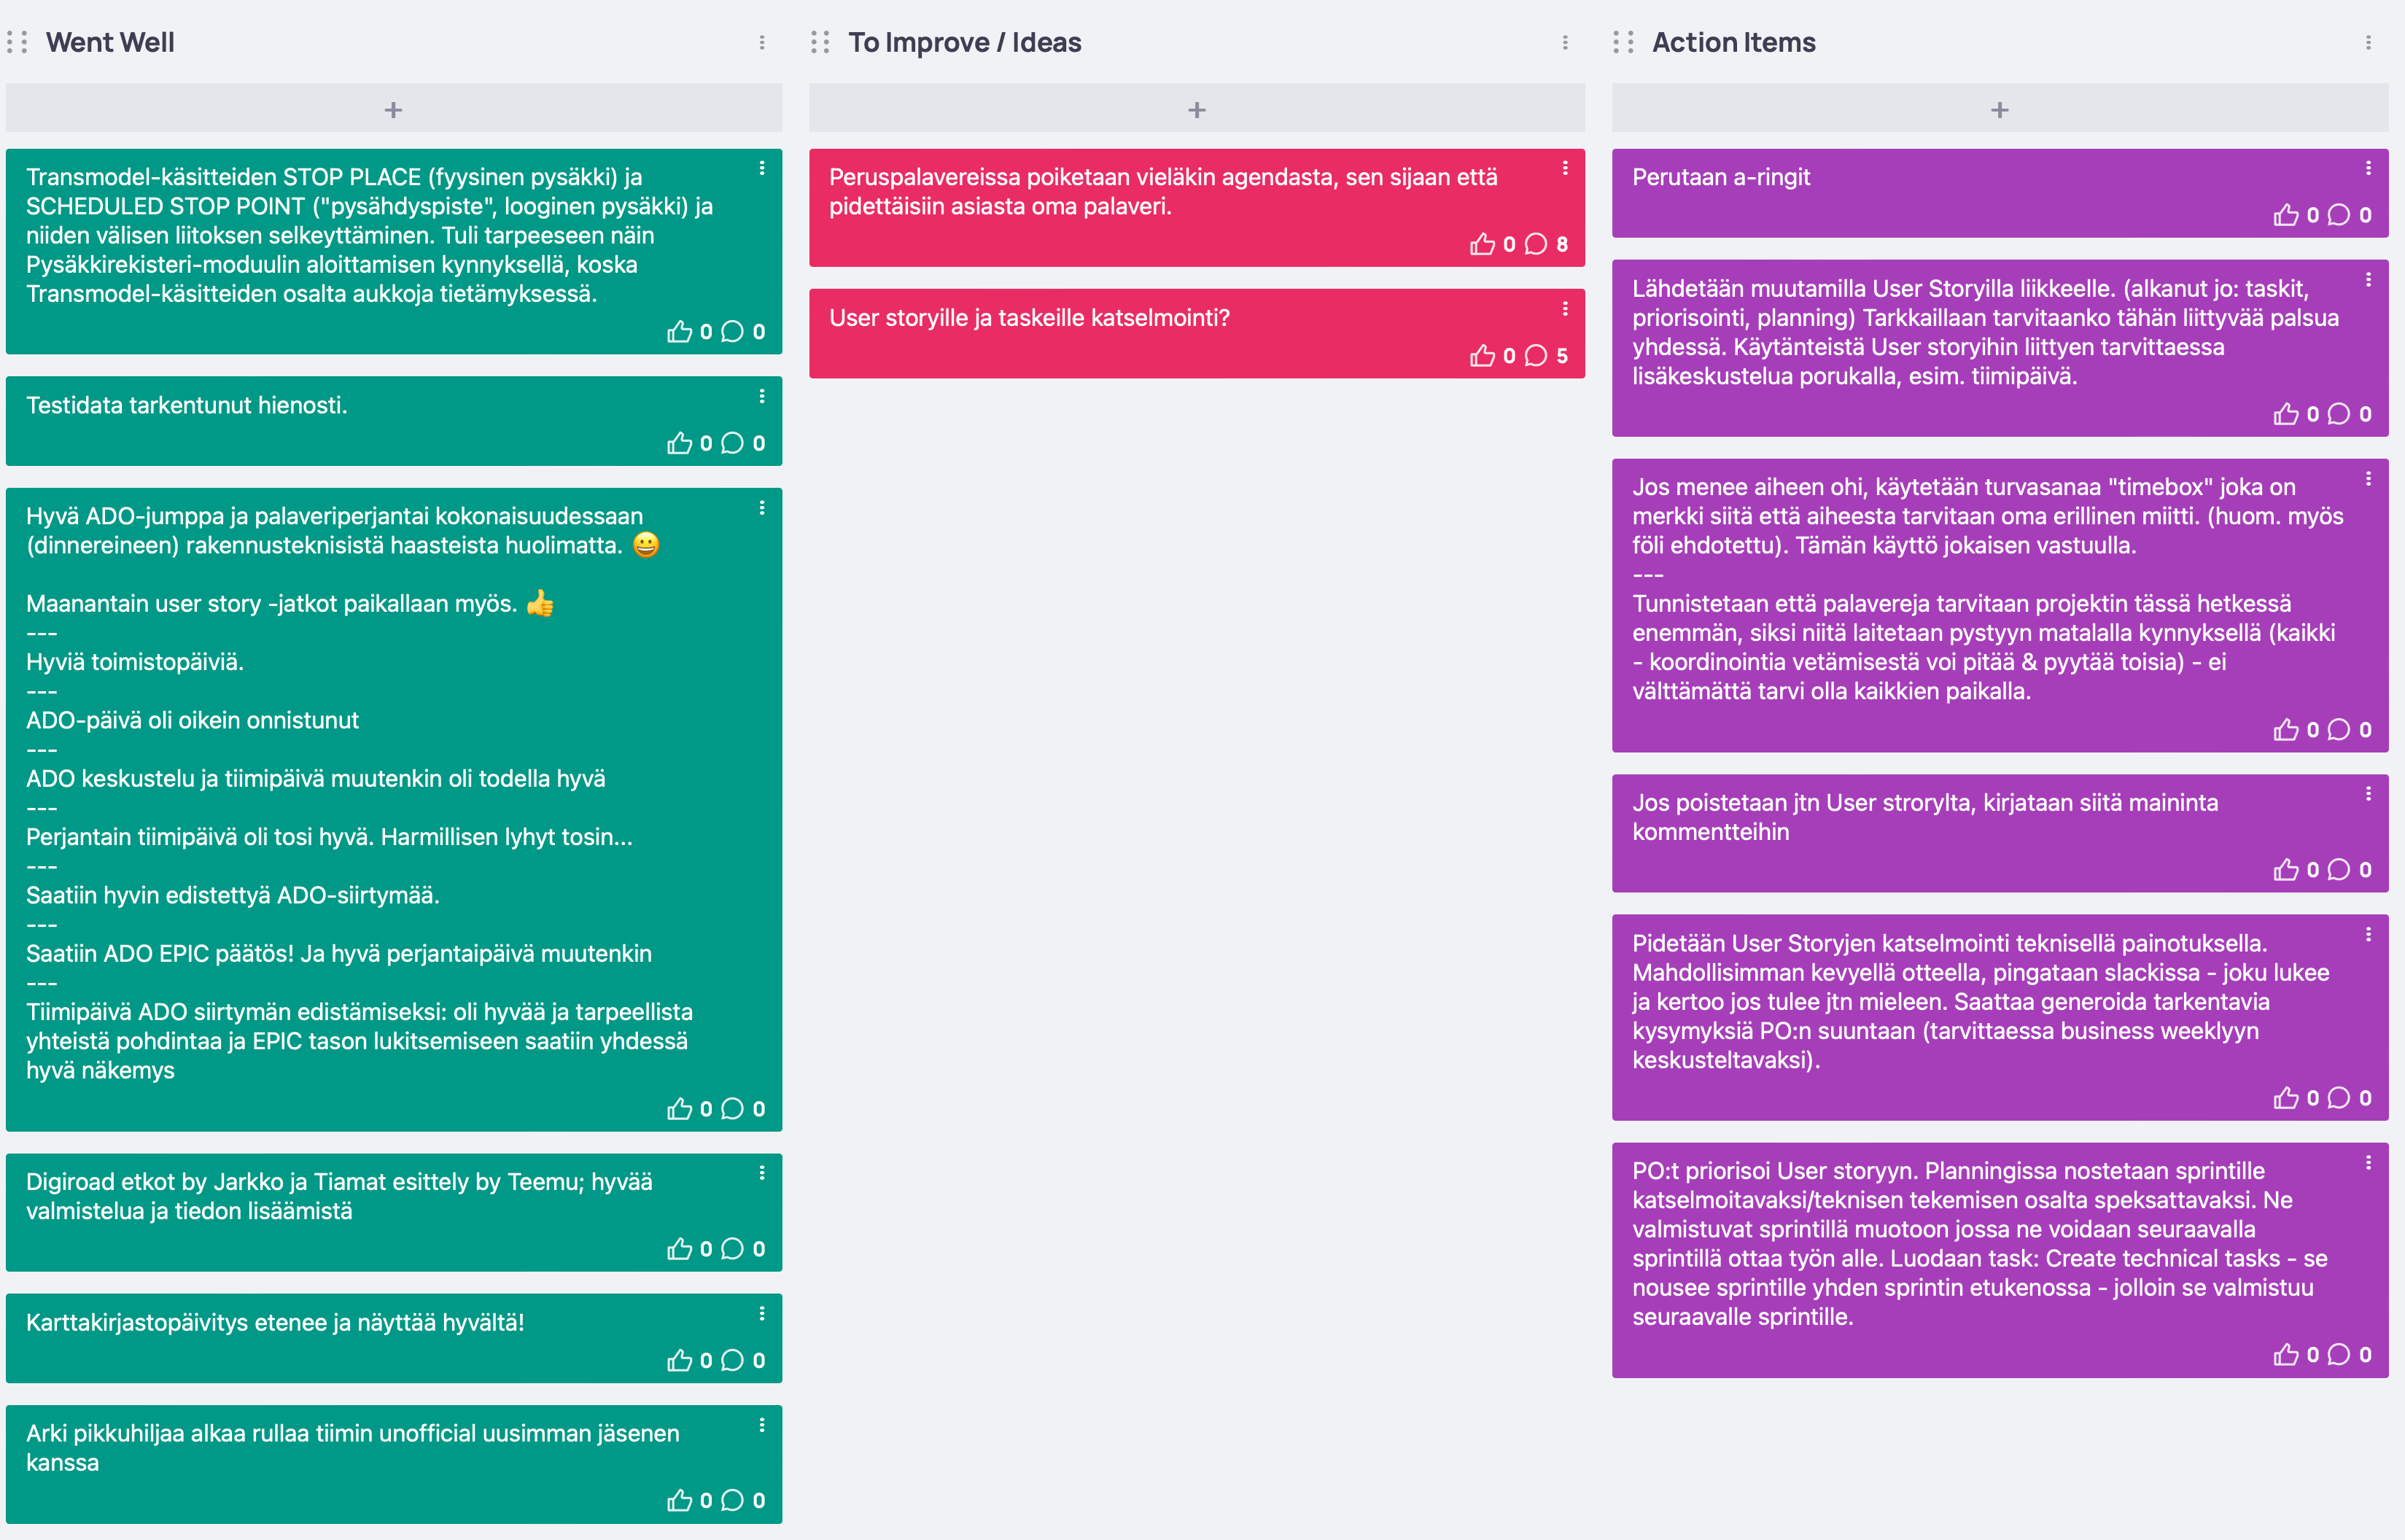 Went Well
Transmodel-käsitteiden STOP PLACE (fyysinen pysäkki) ja
SCHEDULED STOP POINT ("pysähdyspiste", looginen pysäkki) ja
niiden välisen liitoksen selkeyttäminen. Tuli tarpeeseen näin
Pysäkkirekisteri-moduulin aloittamisen kynnyksellä, koska
Transmodel-käsitteiden osalta aukkoja tietämyksessä.
0 0
Testidata tarkentunut hienosti.
0 0
Hyvä ADO-jumppa ja palaveriperjantai kokonaisuudessaan
(dinnereineen) rakennusteknisistä haasteista huolimatta. 😀
Maanantain user story -jatkot paikallaan myös. 👍
---
Hyviä toimistopäiviä.
---
ADO-päivä oli oikein onnistunut
---
ADO keskustelu ja tiimipäivä muutenkin oli todella hyvä
---
Perjantain tiimipäivä oli tosi hyvä. Harmillisen lyhyt tosin...
---
Saatiin hyvin edistettyä ADO-siirtymää.
---
Saatiin ADO EPIC päätös! Ja hyvä perjantaipäivä muutenkin
---
Tiimipäivä ADO siirtymän edistämiseksi: oli hyvää ja tarpeellista
yhteistä pohdintaa ja EPIC tason lukitsemiseen saatiin yhdessä
hyvä näkemys
0 0
Digiroad etkot by Jarkko ja Tiamat esittely by Teemu; hyvää
valmistelua ja tiedon lisäämistä
0 0
Karttakirjastopäivitys etenee ja näyttää hyvältä!
0 0
Arki pikkuhiljaa alkaa rullaa tiimin unofficial uusimman jäsenen
kanssa
0 0
To Improve / Ideas
Peruspalavereissa poiketaan vieläkin agendasta, sen sijaan että
pidettäisiin asiasta oma palaveri.
0 8
User storyille ja taskeille katselmointi?
0 5
Action Items
Perutaan a-ringit
0 0
Lähdetään muutamilla User Storyilla liikkeelle. (alkanut jo: taskit,
priorisointi, planning) Tarkkaillaan tarvitaanko tähän liittyvää palsua
yhdessä. Käytänteistä User storyihin liittyen tarvittaessa
lisäkeskustelua porukalla, esim. tiimipäivä.
0 0
Jos menee aiheen ohi, käytetään turvasanaa "timebox" joka on
merkki siitä että aiheesta tarvitaan oma erillinen miitti. (huom. myös
föli ehdotettu). Tämän käyttö jokaisen vastuulla.
---
Tunnistetaan että palavereja tarvitaan projektin tässä hetkessä
enemmän, siksi niitä laitetaan pystyyn matalalla kynnyksellä (kaikki
- koordinointia vetämisestä voi pitää & pyytää toisia) - ei
välttämättä tarvi olla kaikkien paikalla.
0 0
Jos poistetaan jtn User strorylta, kirjataan siitä maininta
kommentteihin
0 0
Pidetään User Storyjen katselmointi teknisellä painotuksella.
Mahdollisimman kevyellä otteella, pingataan slackissa - joku lukee
ja kertoo jos tulee jtn mieleen. Saattaa generoida tarkentavia
kysymyksiä PO:n suuntaan (tarvittaessa business weeklyyn
keskusteltavaksi).
0 0
PO:t priorisoi User storyyn. Planningissa nostetaan sprintille
katselmoitavaksi/teknisen tekemisen osalta speksattavaksi. Ne
valmistuvat sprintillä muotoon jossa ne voidaan seuraavalla
sprintillä ottaa työn alle. Luodaan task: Create technical tasks - se
nousee sprintille yhden sprintin etukenossa - jolloin se valmistuu
seuraavalle sprintille.
0 0